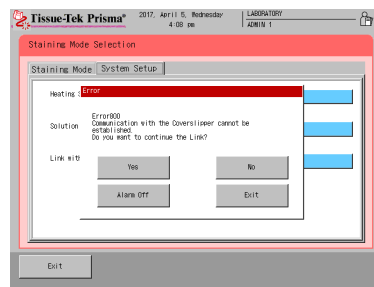 Tissue-Tek Prisma®
2017, April 5, Wednesday
4:08 pm
LABORATORY
ADMIN 1
Staining Mode Selection
Staining Mode
System Setup
Heating
Error
Error800
Communication with the Coverslipper cannot be
established.
Do you want to continue the Link?
Solution
Link with
Yes
No
Alarm Off
Exit
Exit